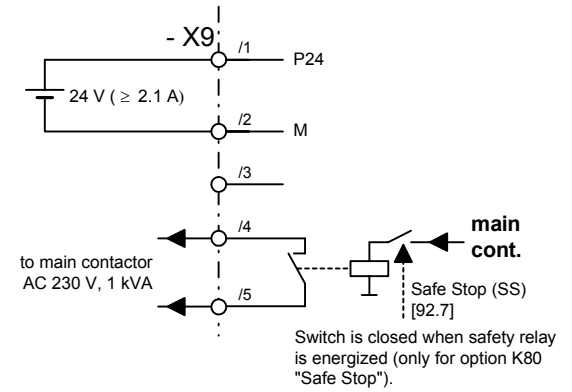 - X9
/1
P24
24 V ( ≥ 2.1 A)
/2
M
/3
/4
main
cont.
to main contactor
AC 230 V, 1 kVA
/5
Safe Stop (SS)
[92.7]
Switch is closed when safety relay
is energized (only for option K80
"Safe Stop").